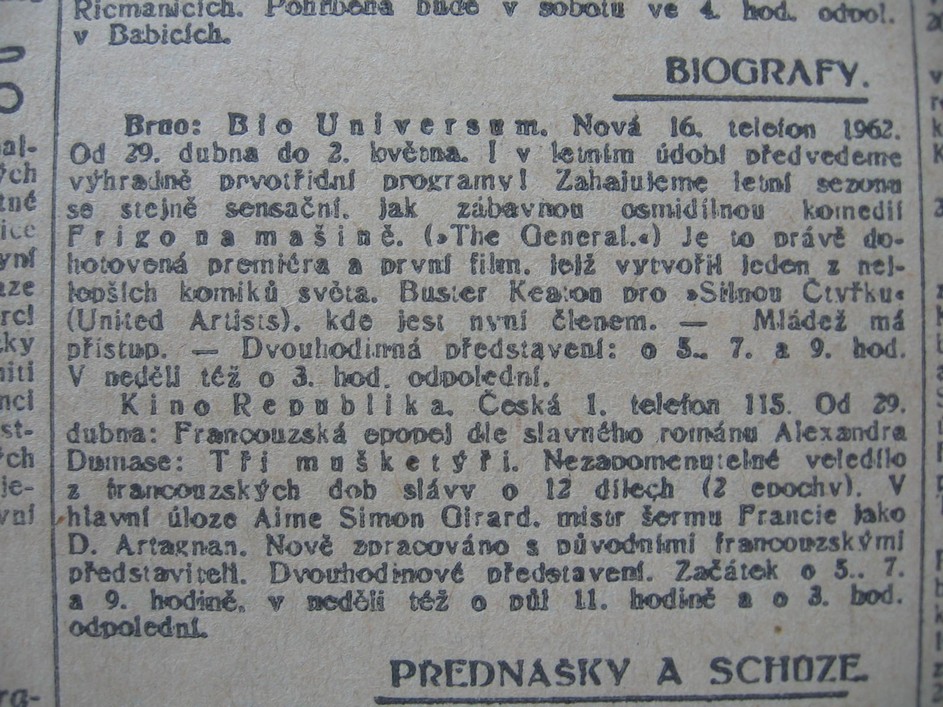 Řícmanicích. Pohřbena bude v sobotu ve 4. hod. odpol.
v Babicích.
BIOGRAFY.
Brno: Bio Universum. Nová 16. telefon 1962.
Od 29. dubna do 2. května. I v letním údobí předvedeme
výhradně prvotřídní programy! Zahajujeme letní sezonu
se stejně sensační, jak zábavnou osmidílnou komedií
Frigo na mašině. (»The General.«) Je to právě do-
hotovená premiéra a první film, jejž vytvořil jeden z nej-
lepších komiků světa. Buster Keaton pro »Silnou Čtyřku«
(United Artists), kde jest nyní členem. — Mládež má
přístup. — Dvouhodinná představení: o 5., 7. a 9. hod.
V neděli též o 3. hod. odpolední.
Kino Republika. Česká 1. telefon 115. Od 29.
dubna: Francouzská epopej dle slavného románu Alexandra
Dumase: Tři mušketýři. Nezapomenutelné veledílo
z francouzských dob slávy o 12 dílech (2 epochy). V
hlavní úloze Aime Simon Girard, mistr šermu Francie jako
D. Artagnan. Nově zpracováno s původními francouzskými
představiteli. Dvouhodinové představení. Začátek o 5., 7.
a 9. hodině, v neděli též o půl 11. hodině a o 3. hod.
odpolední.
PŘEDNÁŠKY A SCHŮZE.